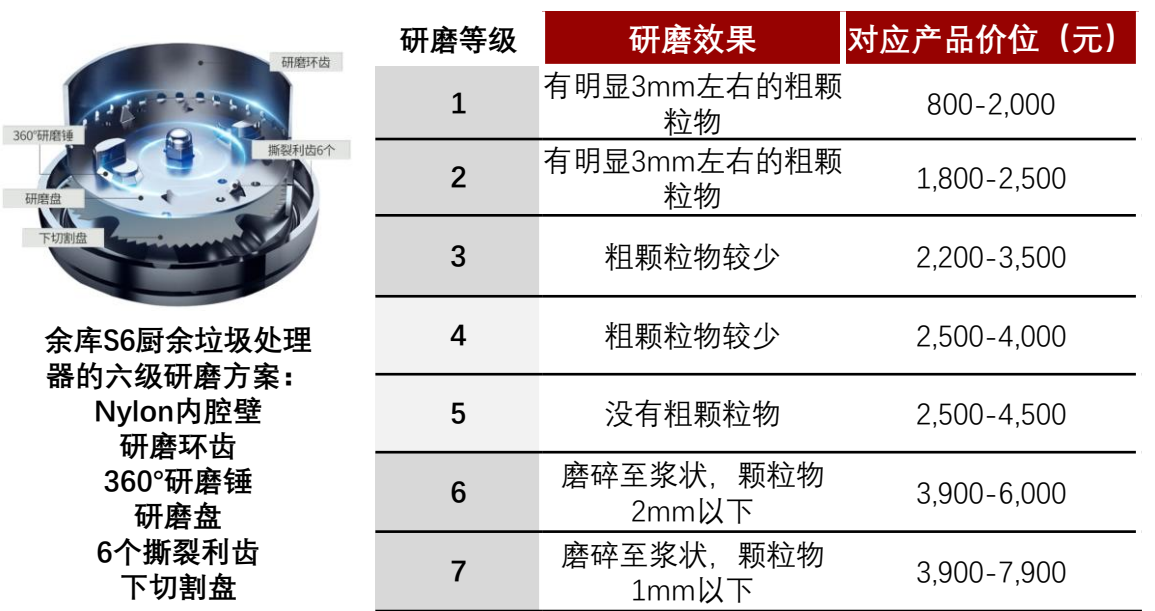 研磨环齿
360°研磨锤
撕裂利齿6个
研磨盘
下切割盘
余库S6厨余垃圾处理
器的六级研磨方案：
Nylon内腔壁
研磨环齿
360°研磨锤
研磨盘
6个撕裂利齿
下切割盘
研磨等级 研磨效果 对应产品价位（元）
1 有明显3mm左右的粗颗 800-2,000
粒物
2 有明显3mm左右的粗颗 1,800-2,500
粒物
3 粗颗粒物较少 2,200-3,500
4 粗颗粒物较少 2,500-4,000
5 没有粗颗粒物 2,500-4,500
6 磨碎至浆状，颗粒物 3,900-6,000
2mm以下
7 磨碎至浆状，颗粒物 3,900-7,900
1mm以下